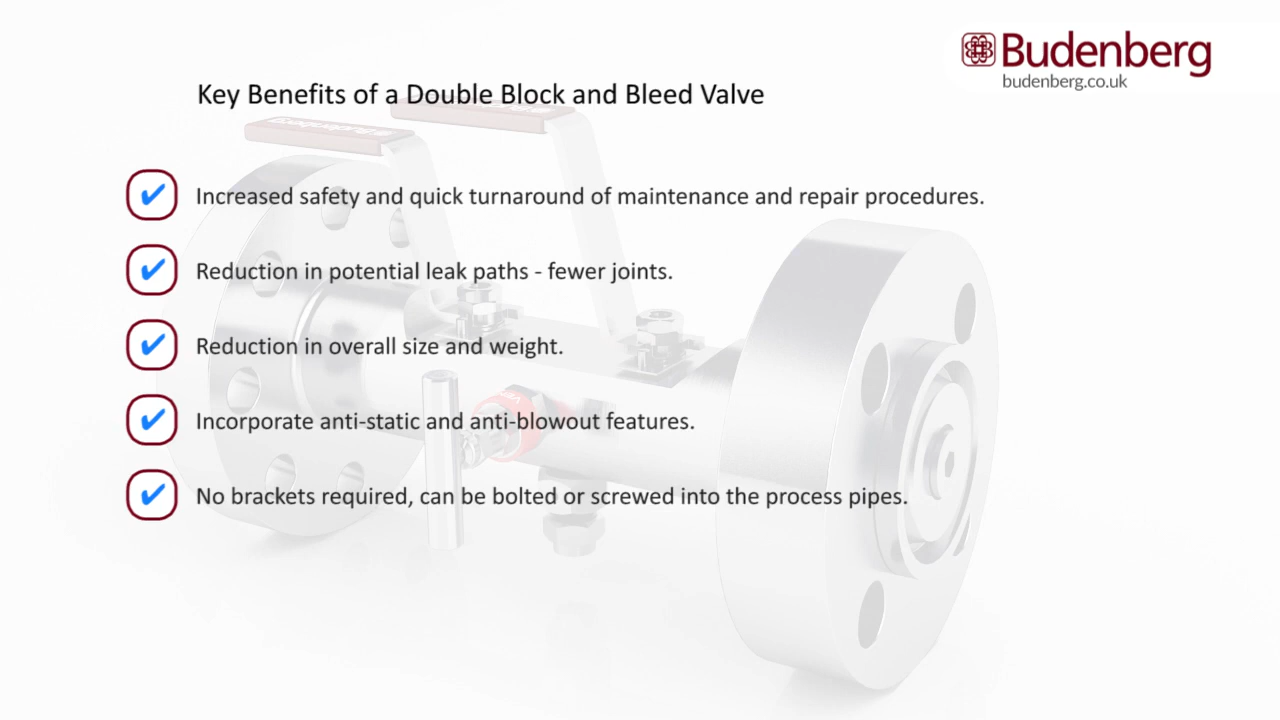 Budenberg
budenberg.co.uk
Key Benefits of a Double Block and Bleed Valve
Increased safety and quick turnaround of maintenance and repair procedures.
Reduction in potential leak paths - fewer joints.
Reduction in overall size and weight.
Incorporate anti-static and anti-blowout features.
No brackets required, can be bolted or screwed into the process pipes.